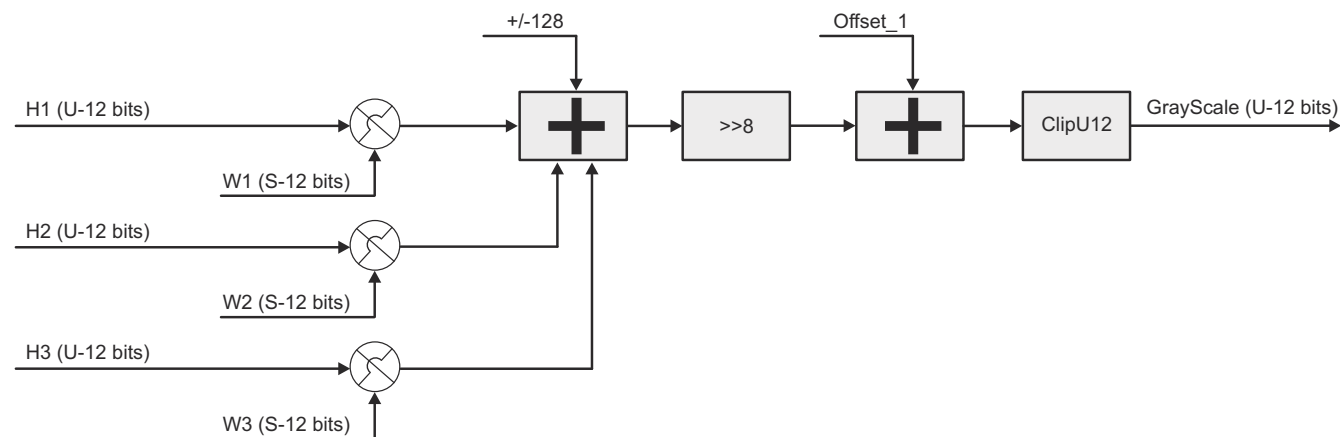 +/-128
Offset_1
H1 (U-12 bits)
>>8
ClipU12
GrayScale (U-12 bits)
W1 (S-12 bits)
H2 (U-12 bits)
W2 (S-12 bits)
H3 (U-12 bits)
W3 (S-12 bits)